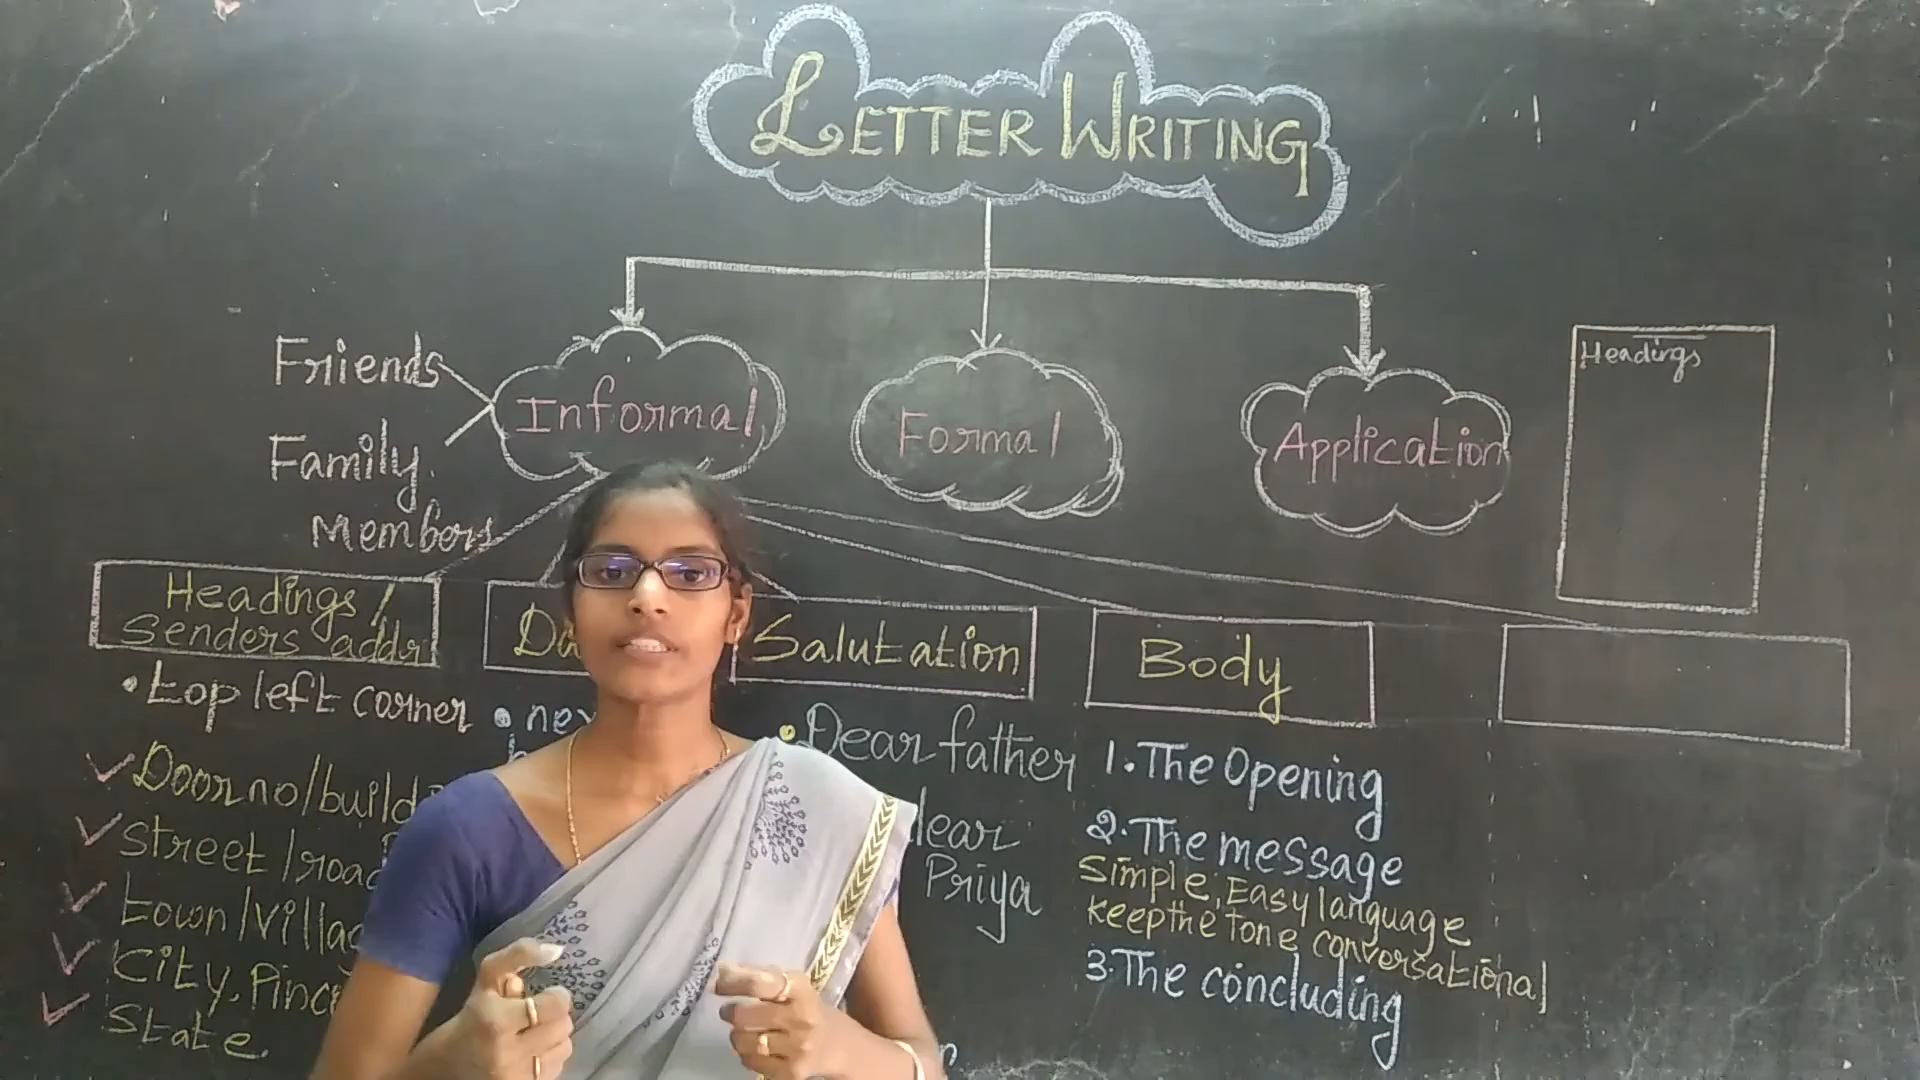 LETTER WRITING
Friends
Family
Members
Informal
Formal
Application
Headings
Headings/
Senders addr
Salutation
Body
• top left corner
• Dear father
Priya
1. The Opening
2. The message
Simple, Easy language
keep the tone conversational
3. The concluding
Door no/build
Street/road
town/Villag
City, Pinc
State.